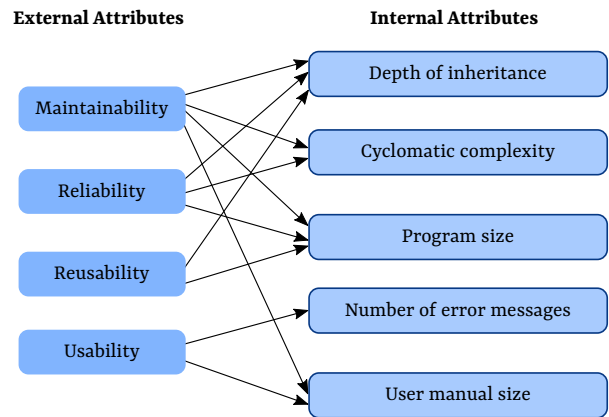 External Attributes
Internal Attributes
Maintainability
Reliability
Reusability
Usability
Depth of inheritance
Cyclomatic complexity
Program size
Number of error messages
User manual size